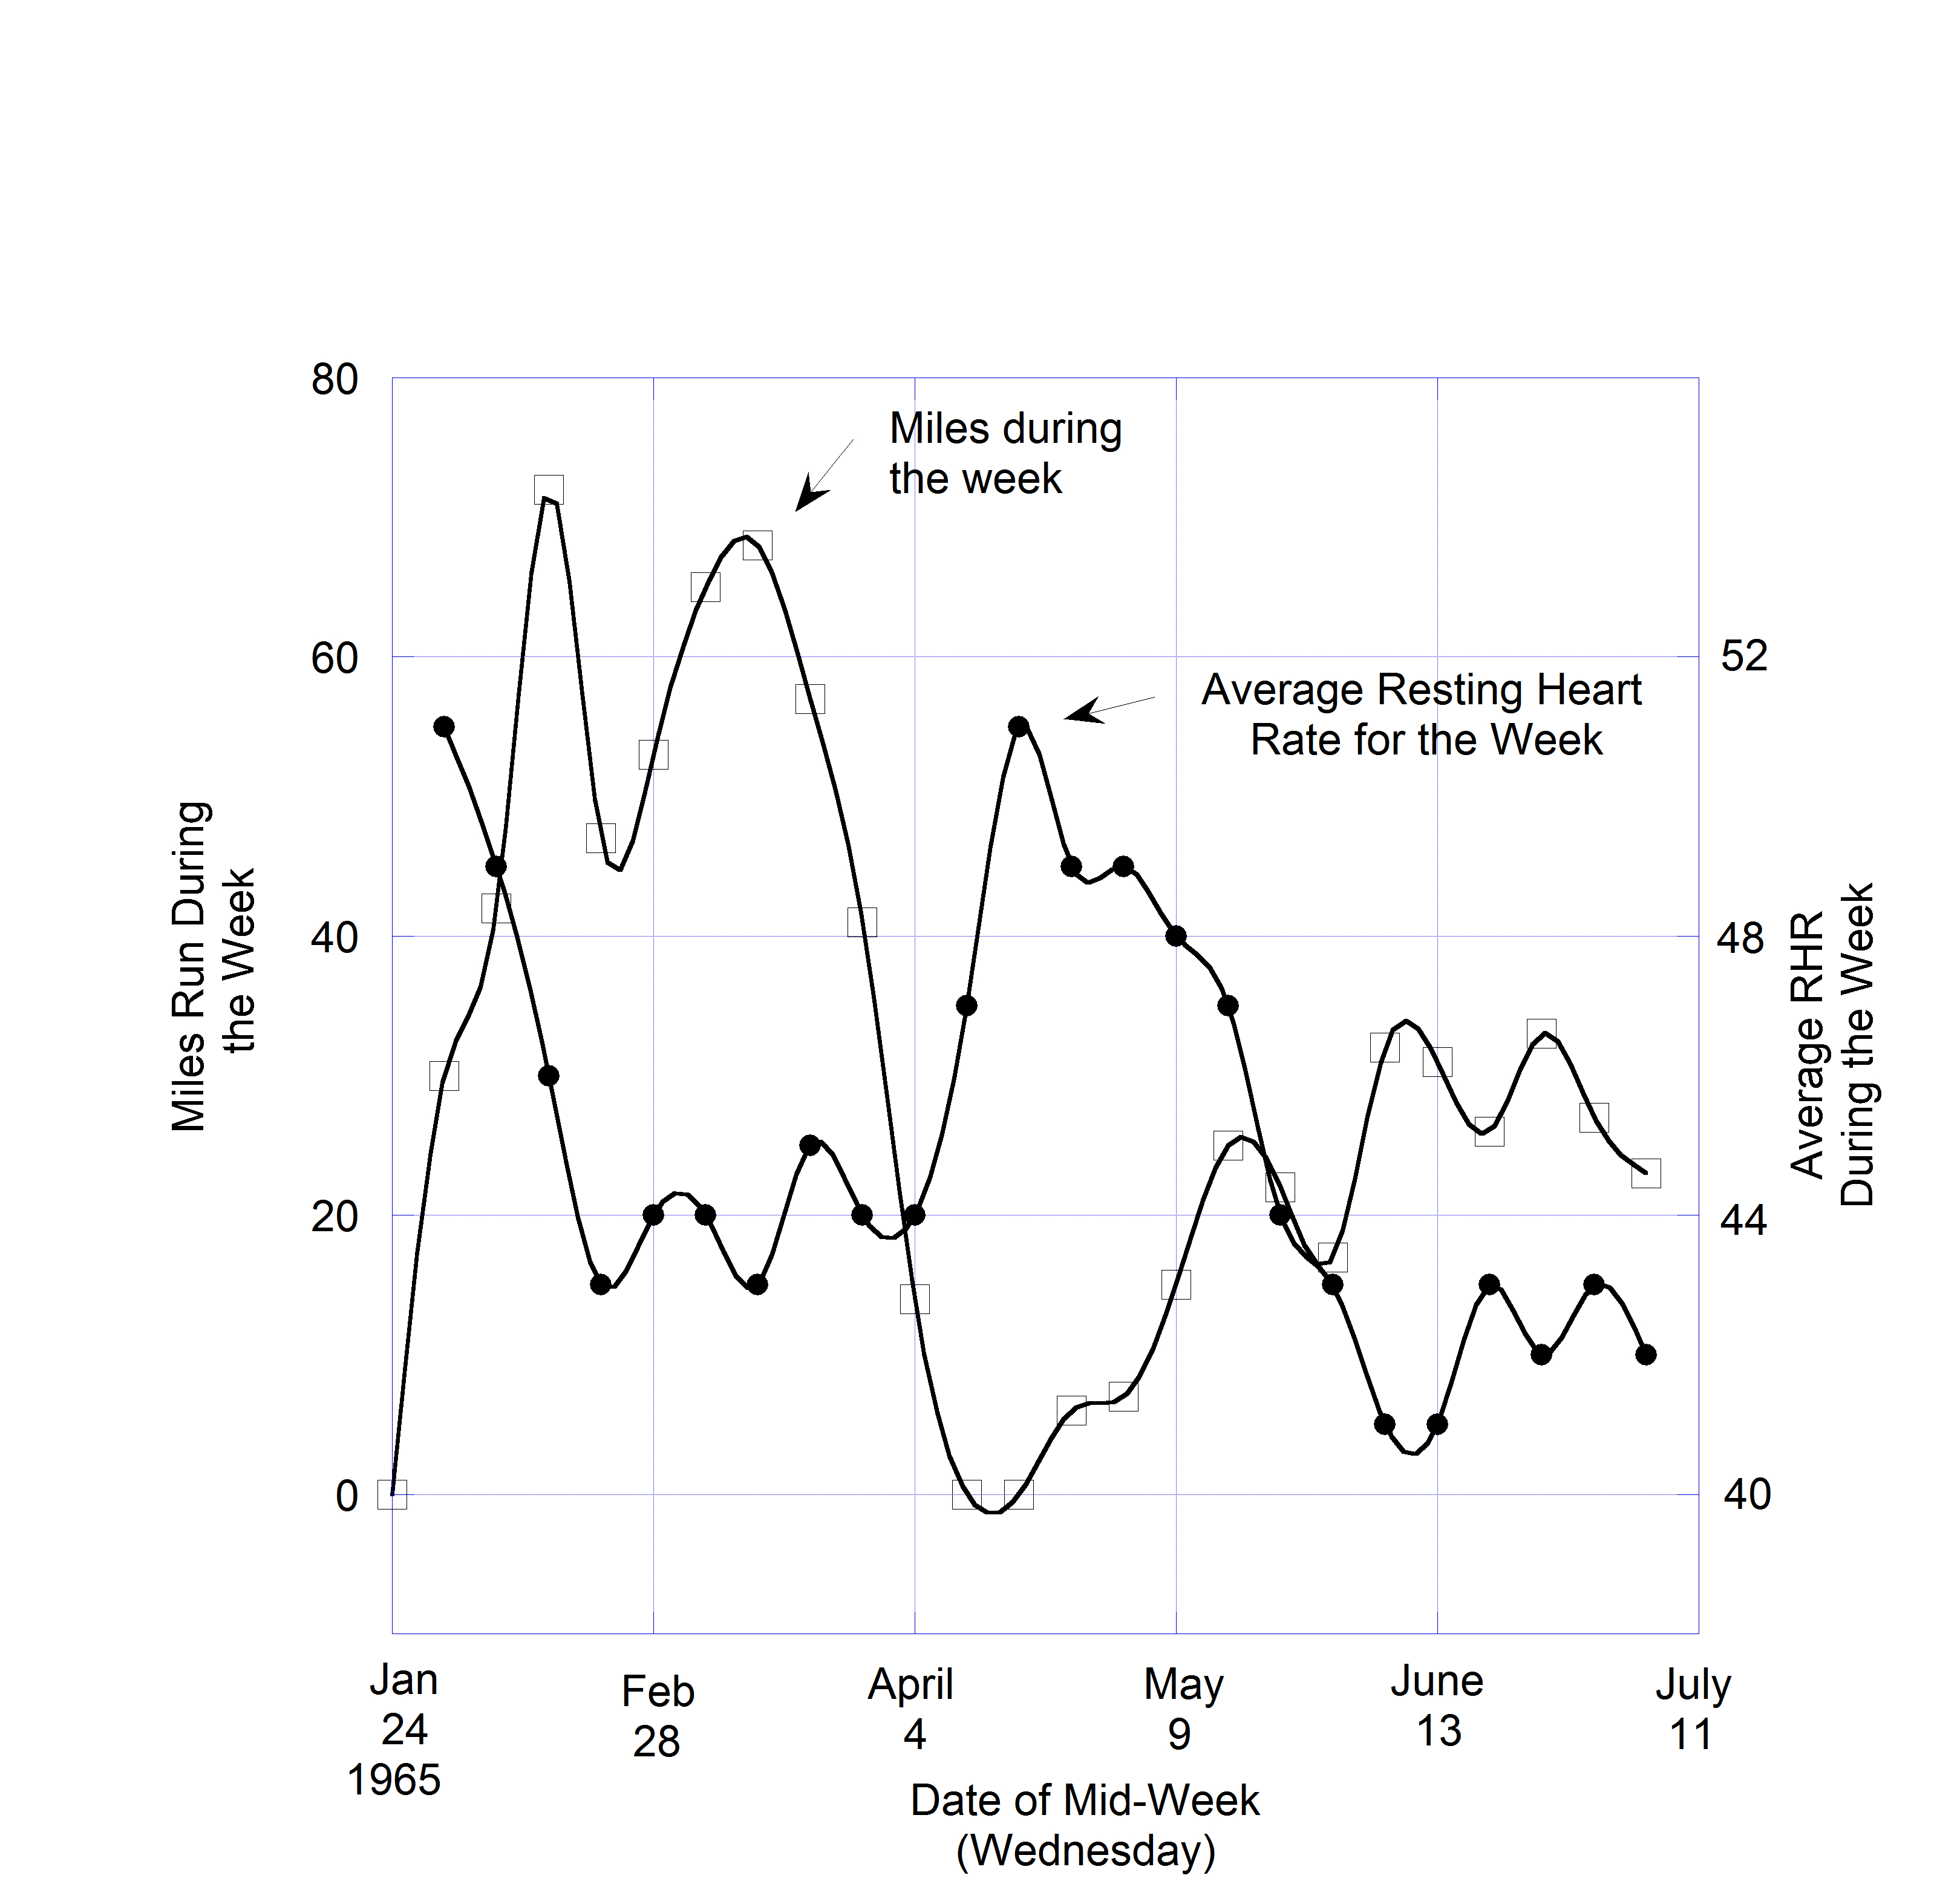 80
Miles during
the week
60
52
Average Resting Heart
Rate for the Week
Miles Run During
the Week
40
48
Average RHR
During the Week
20
44
0
40
Jan
24
1965
Feb
28
April
4
May
9
June
13
July
11
Date of Mid-Week
(Wednesday)